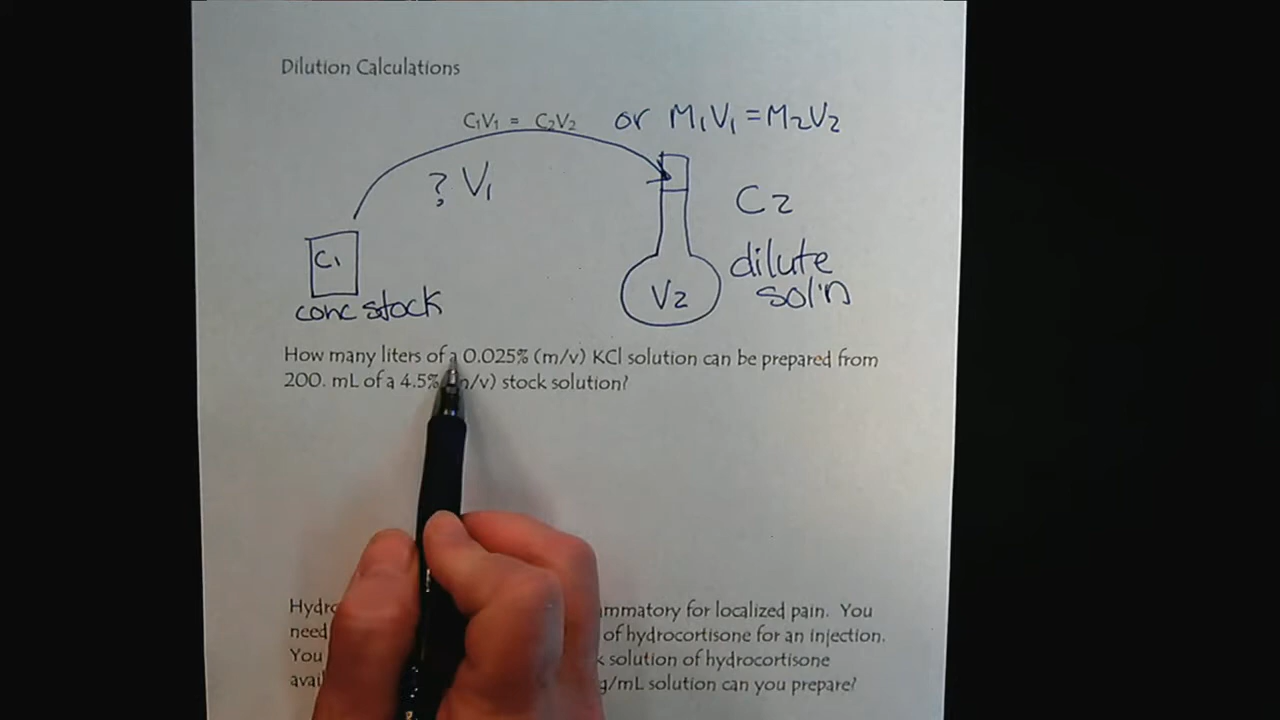 Dilution Calculations
C₁V₁ = C₂V₂ or M₁V₁ = M₂V₂
? V₁
C₂
C₁
dilute
V₂ sol'n
conc stock
How many liters of a 0.025% (m/v) KCl solution can be prepared from
200. mL of a 4.5% /v) stock solution?
ammatory for localized pain. You
need of hydrocortisone for an injection.
You solution of hydrocortisone
g/mL solution can you prepare?